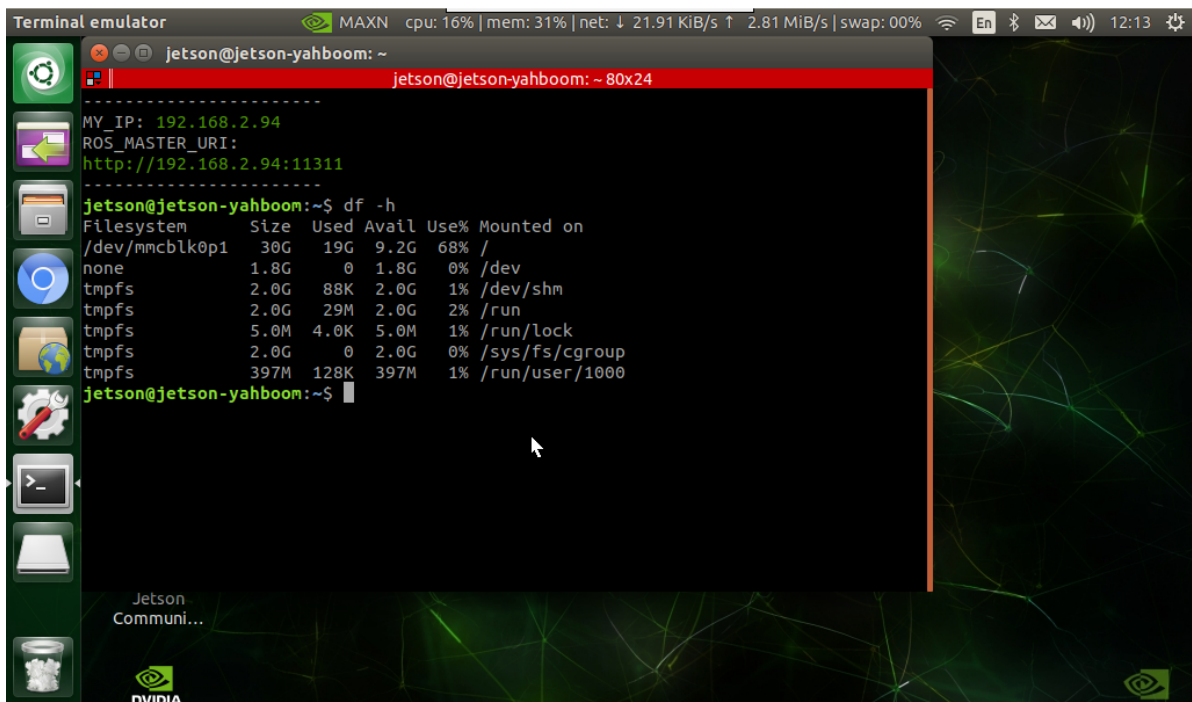 Terminal emulator MAXN cpu: 16% | mem: 31% | net: ↓ 21.91 KiB/s ↑ 2.81 MiB/s | swap: 00% En 12:13
jetson@jetson-yahboom: ~
jetson@jetson-yahboom: ~ 80x24
------------------------
MY_IP: 192.168.2.94
ROS_MASTER_URI:
http://192.168.2.94:11311
------------------------
jetson@jetson-yahboom:~$ df -h
Filesystem      Size  Used Avail Use% Mounted on
/dev/mmcblk0p1   30G   19G  9.2G  68% /
none            1.8G     0  1.8G   0% /dev
tmpfs           2.0G   88K  2.0G   1% /dev/shm
tmpfs           2.0G   29M  2.0G   2% /run
tmpfs           5.0M  4.0K  5.0M   1% /run/lock
tmpfs           2.0G     0  2.0G   0% /sys/fs/cgroup
tmpfs           397M  128K  397M   1% /run/user/1000
jetson@jetson-yahboom:~$
Jetson
Communi...
NVIDIA